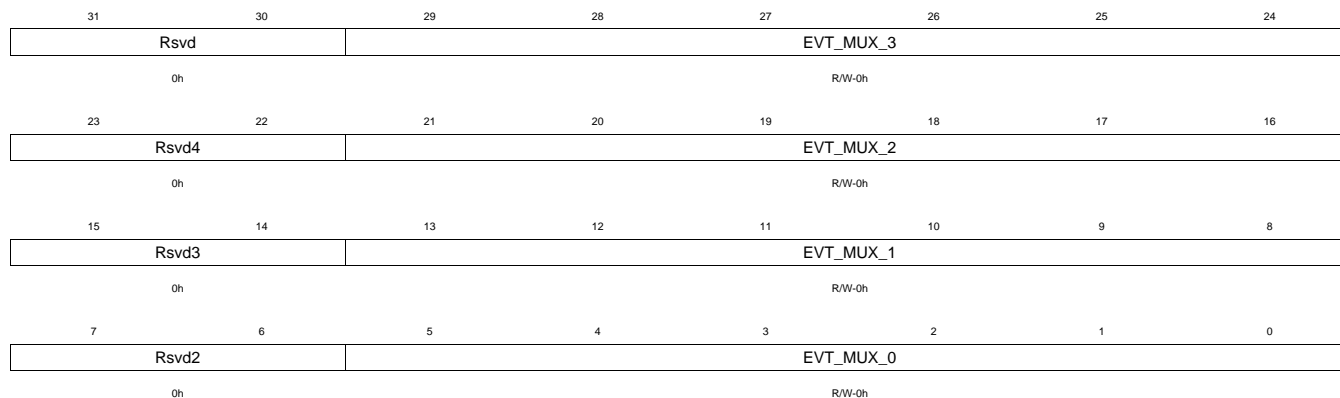 31 30 29 28 27 26 25 24
Rsvd EVT_MUX_3
0h R/W-0h
23 22 21 20 19 18 17 16
Rsvd4 EVT_MUX_2
0h R/W-0h
15 14 13 12 11 10 9 8
Rsvd3 EVT_MUX_1
0h R/W-0h
7 6 5 4 3 2 1 0
Rsvd2 EVT_MUX_0
0h R/W-0h